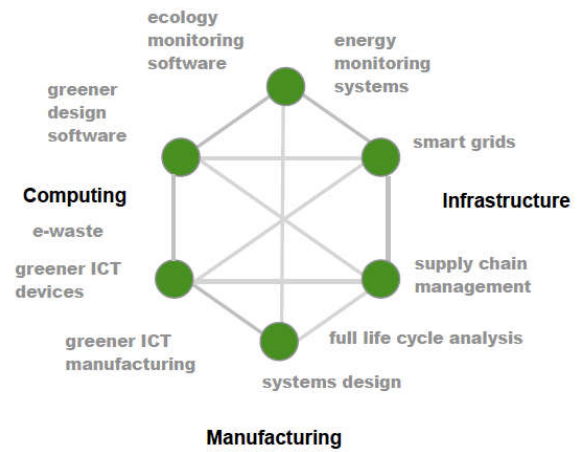 ecology
monitoring
software
energy
monitoring
systems
greener
design
software
smart grids
Computing
Infrastructure
e-waste
greener ICT
devices
supply chain
management
greener ICT
manufacturing
full life cycle analysis
systems design
Manufacturing